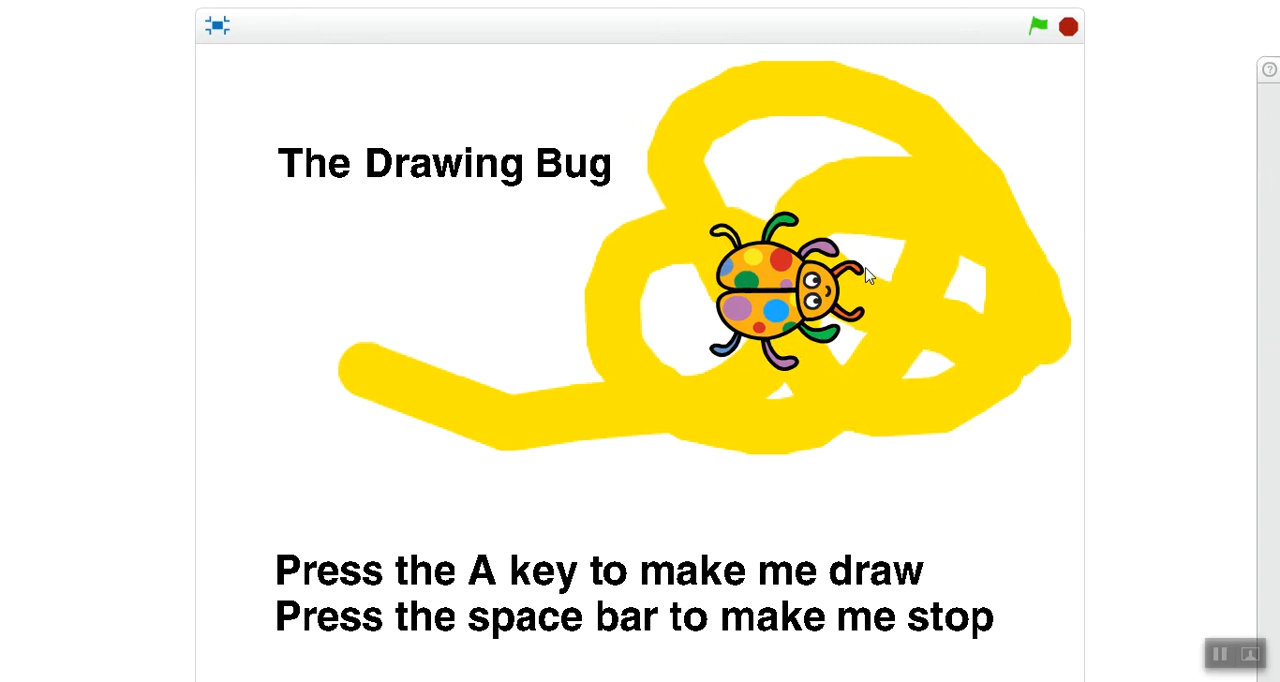 The Drawing Bug
Press the A key to make me draw
Press the space bar to make me stop